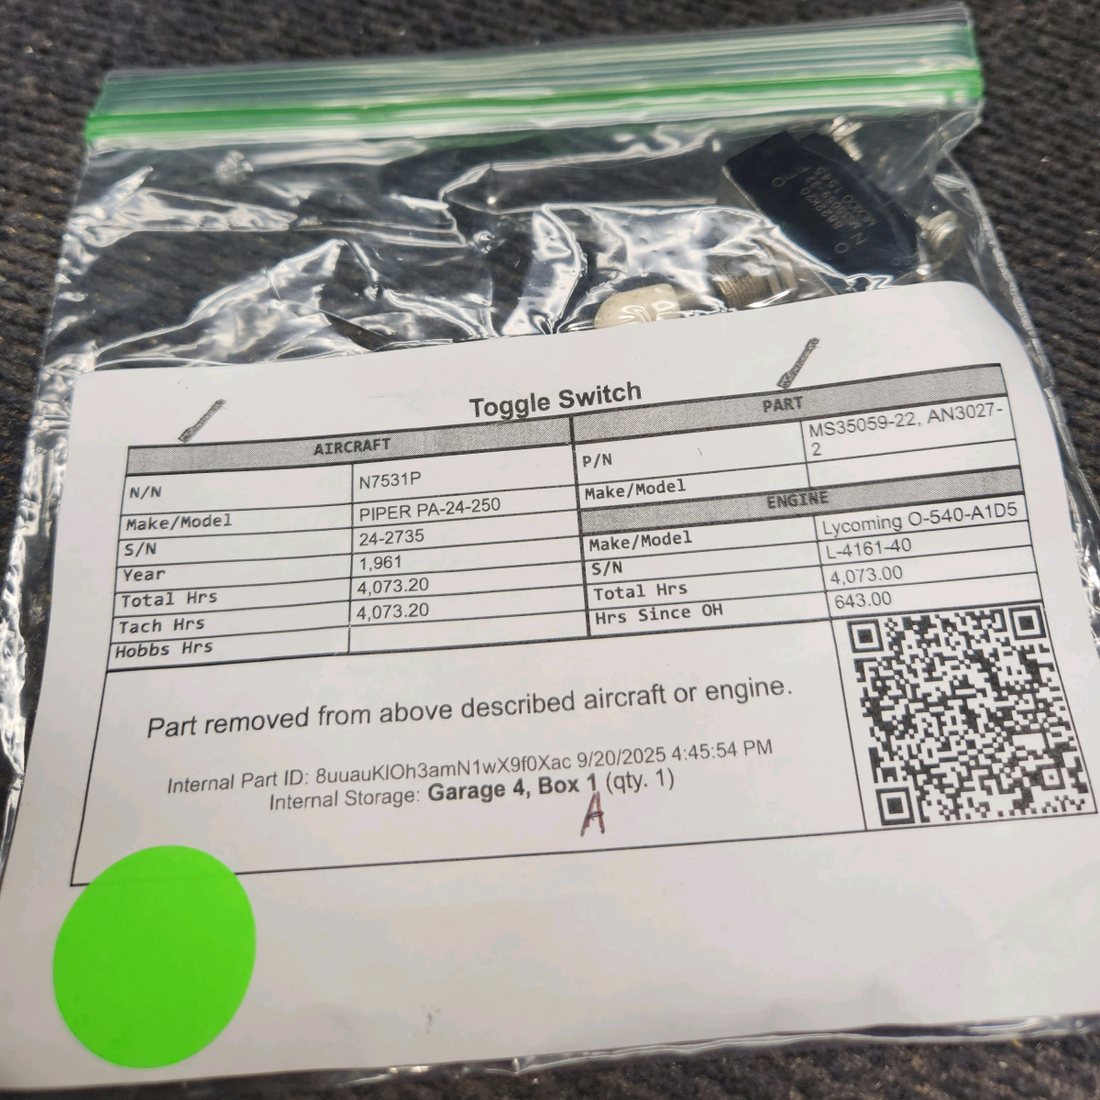 Toggle Switch
AIRCRAFT
N/N N7531P
Make/Model PIPER PA-24-250
S/N 24-2735
Year 1,961
Total Hrs 4,073.20
Tach Hrs 4,073.20
Hobbs Hrs
PART
P/N MS35059-22, AN3027-
2
Make/Model
ENGINE
Make/Model Lycoming O-540-A1D5
S/N L-4161-40
Total Hrs 4,073.00
Hrs Since OH 643.00
Part removed from above described aircraft or engine.
Internal Part ID: 8uuauKlOh3amN1wX9f0Xac 9/20/2025 4:45:54 PM
Internal Storage: Garage 4, Box 1 (qty. 1)
A